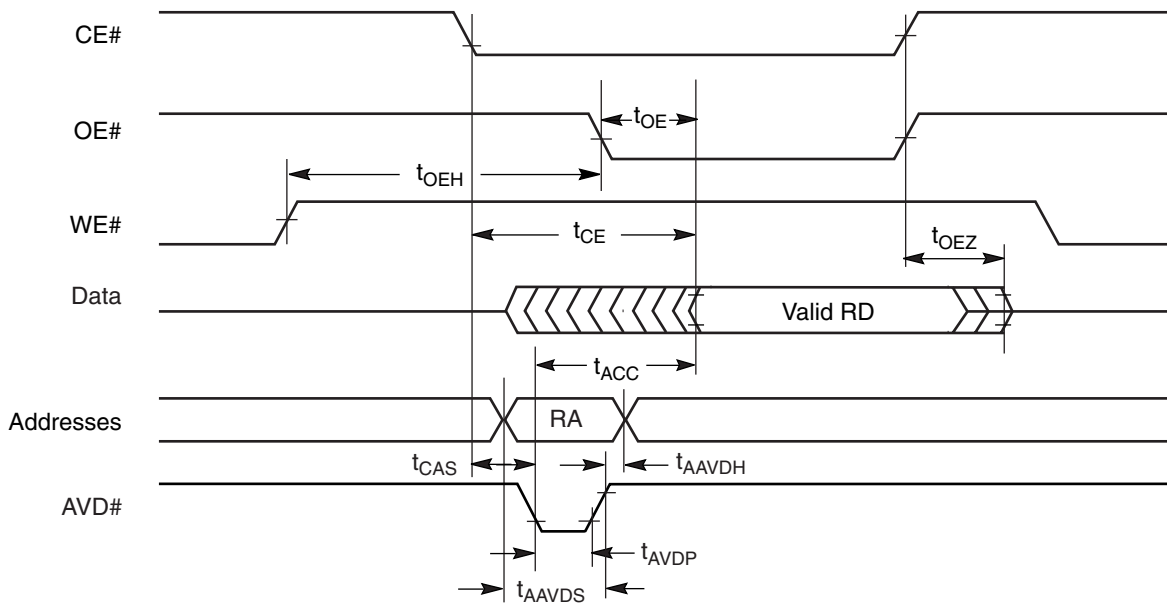 CE#
OE#
tOE
tOEH
WE#
tCE
tOEZ
Data
Valid RD
tACC
Addresses
RA
tCAS
tAAVDH
AVD#
tAVDP
tAAVDS